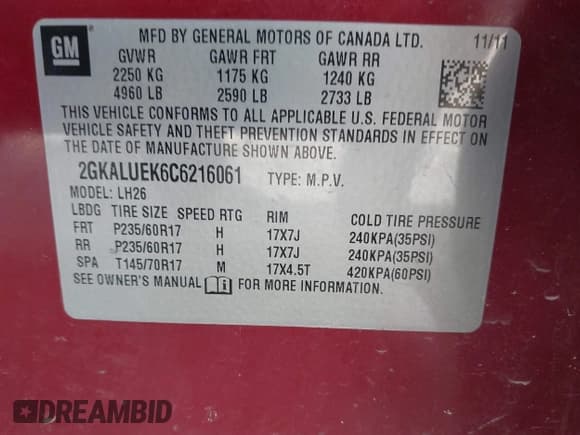 GM
MFD BY GENERAL MOTORS OF CANADA LTD. 11/11
GVWR GAWR FRT GAWR RR
2250 KG 1175 KG 1240 KG
4960 LB 2590 LB 2733 LB
THIS VEHICLE CONFORMS TO ALL APPLICABLE U.S. FEDERAL MOTOR
VEHICLE SAFETY AND THEFT PREVENTION STANDARDS IN EFFECT ON
THE DATE OF MANUFACTURE SHOWN ABOVE.
2GKALUEK6C6216061 TYPE: M.P.V.
MODEL: LH26
LBDG TIRE SIZE SPEED RTG RIM COLD TIRE PRESSURE
FRT P235/60R17 H 17X7J 240KPA(35PSI)
RR P235/60R17 H 17X7J 240KPA(35PSI)
SPA T145/70R17 M 17X4.5T 420KPA(60PSI)
SEE OWNER'S MANUAL FOR MORE INFORMATION.
DREAMBID